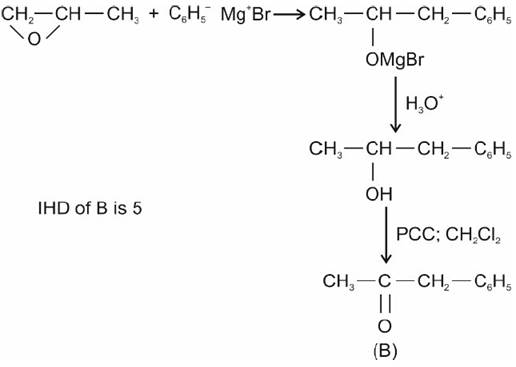 CH₂—CH—CH₃ + C₆H₅⁻ Mg⁺Br ⟶ CH₃—CH—CH₂—C₆H₅
O
OMgBr
H₃O⁺
CH₃—CH—CH₂—C₆H₅
OH
IHD of B is 5
PCC; CH₂Cl₂
CH₃—C—CH₂—C₆H₅
O
(B)